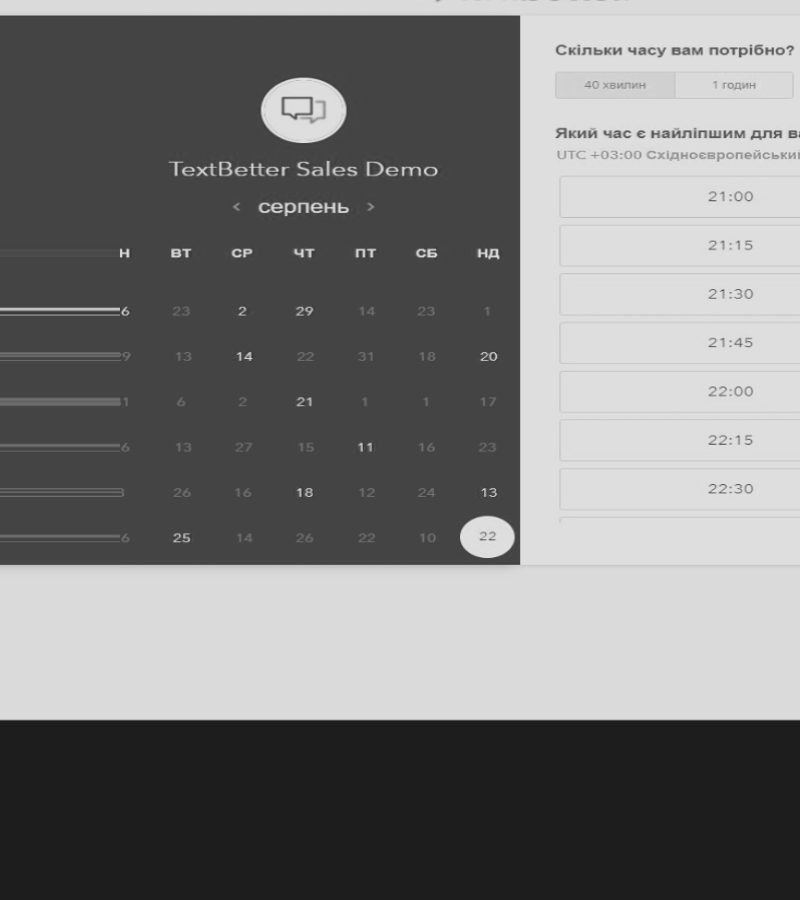 Скільки часу вам потрібно?
40 хвилин 1 годин
TextBetter Sales Demo
< серпень >
Який час є найліпшим для
UTC +03:00 Східноєвропейський
Н ВТ СР ЧТ ПТ СБ НД
6 23 2 29 14 23 1
9 13 14 22 31 18 20
1 6 2 21 1 1 17
6 13 27 15 11 16 23
3 26 16 18 12 24 13
6 25 14 26 22 10 22
21:00
21:15
21:30
21:45
22:00
22:15
22:30